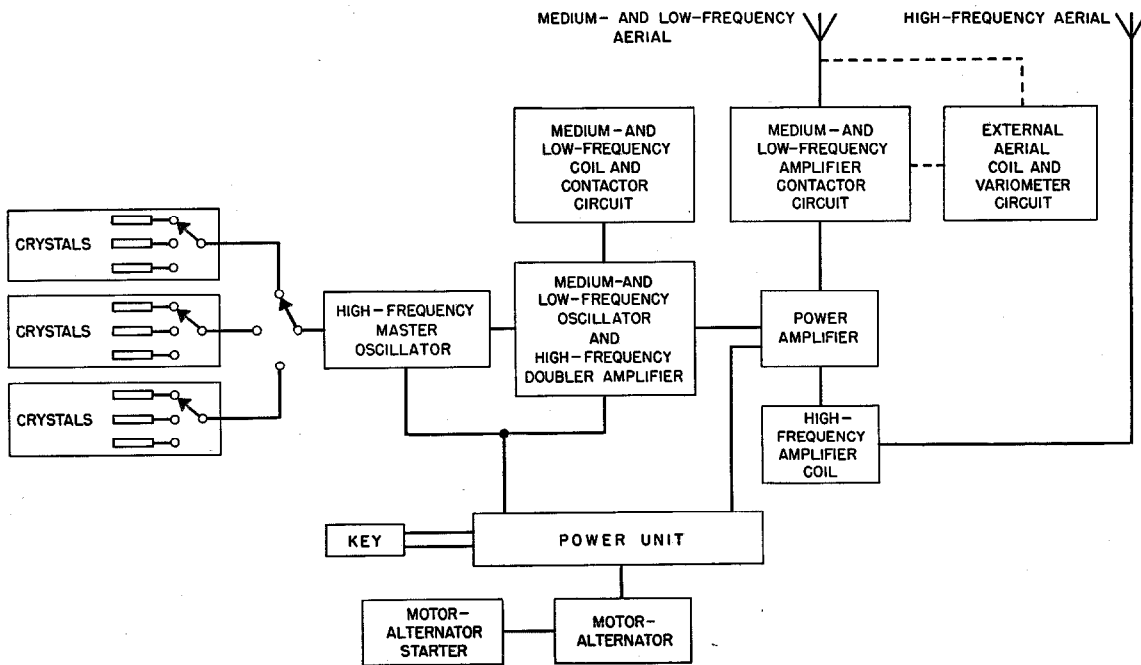 MEDIUM- AND LOW-FREQUENCY
AERIAL
HIGH-FREQUENCY AERIAL
MEDIUM-AND
LOW-FREQUENCY
COIL AND
CONTACTOR
CIRCUIT
MEDIUM- AND
LOW-FREQUENCY
AMPLIFIER
CONTACTOR
CIRCUIT
EXTERNAL
AERIAL
COIL AND
VARIOMETER
CIRCUIT
CRYSTALS
CRYSTALS
CRYSTALS
HIGH-FREQUENCY
MASTER
OSCILLATOR
MEDIUM-AND
LOW-FREQUENCY
OSCILLATOR
AND
HIGH-FREQUENCY
DOUBLER AMPLIFIER
POWER
AMPLIFIER
HIGH-
FREQUENCY
AMPLIFIER
COIL
KEY
POWER UNIT
MOTOR-
ALTERNATOR
STARTER
MOTOR-
ALTERNATOR